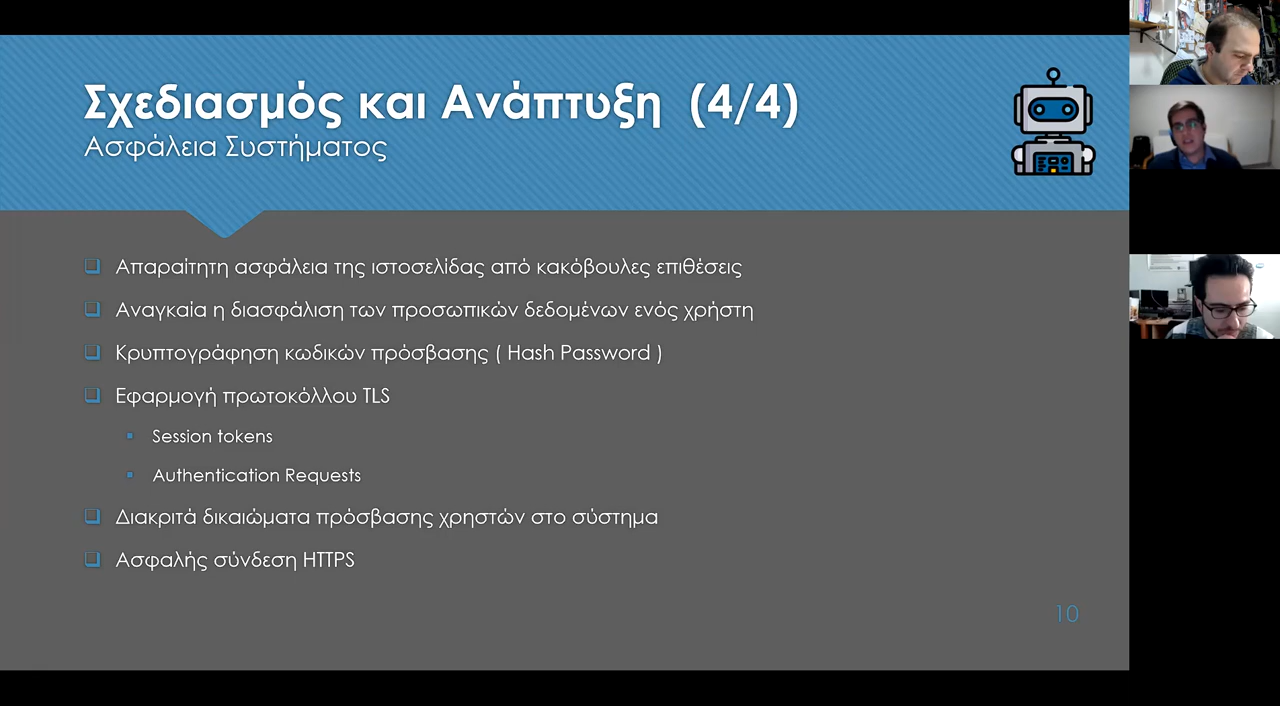 Σχεδιασμός και Ανάπτυξη (4/4)
Ασφάλεια Συστήματος
Απαραίτητη ασφάλεια της ιστοσελίδας από κακόβουλες επιθέσεις
Αναγκαία η διασφάλιση των προσωπικών δεδομένων ενός χρήστη
Κρυπτογράφηση κωδικών πρόσβασης ( Hash Password )
Εφαρμογή πρωτοκόλλου TLS
Session tokens
Authentication Requests
Διακριτά δικαιώματα πρόσβασης χρηστών στο σύστημα
Ασφαλής σύνδεση HTTPS
10